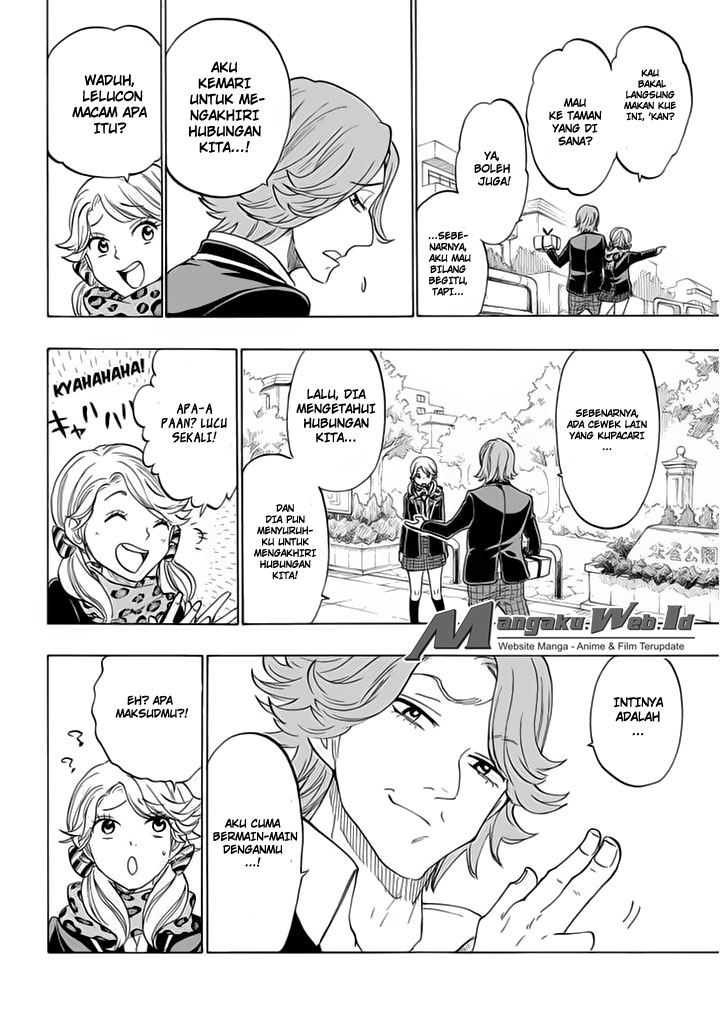 KAU
BAKAL
LANGSUNG
MAKAN KUE
INI, 'KAN?
MAU
KE TAMAN
YANG DI
SANA?
YA,
BOLEH
JUGA!
...SEBE-
NARNYA,
AKU MAU
BILANG
BEGITU,
TAPI...
AKU
KEMARI
UNTUK ME-
NGAKHIRI
HUBUNGAN
KITA...!
WADUH,
LELUCON
MACAM APA
ITU?
SEBENARNYA,
ADA CEWEK LAIN
YANG KUPACARI
...
LALU, DIA
MENGETAHUI
HUBUNGAN
KITA...
DAN
DIA PUN
MENYURUH-
KU UNTUK
MENGAKHIRI
HUBUNGAN
KITA!
APA-A
PAAN? LUCU
SEKALI!
KYAHAHAHA!
キャハハハ
公園
Mangaku.Web.Id
Website Manga - Anime & Film Terupdate
INTINYA
ADALAH
...
AKU CUMA
BERMAIN-MAIN
DENGANMU
...!
EH? APA
MAKSUDMU?!
? ?